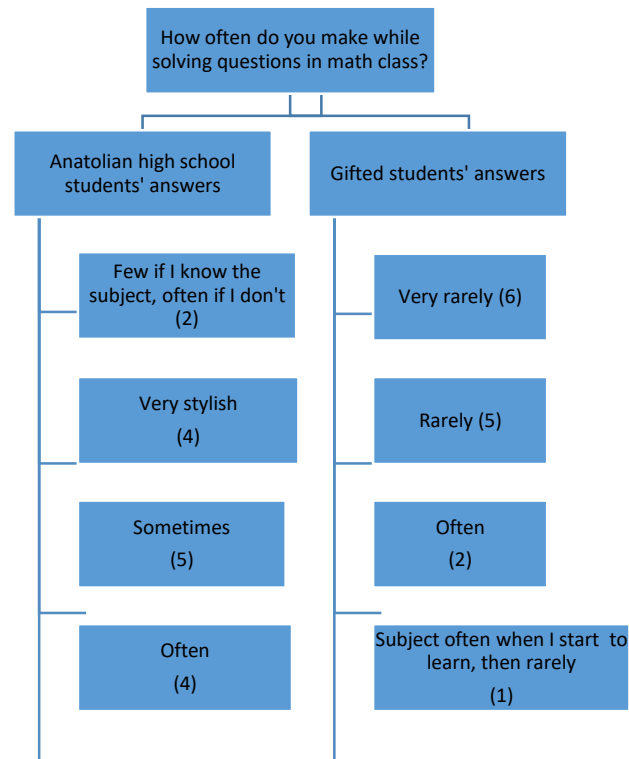 How often do you make while
solving questions in math class?
Anatolian high school
students' answers
Gifted students' answers
Few if I know the
subject, often if I don't
(2)
Very stylish
(4)
Sometimes
(5)
Often
(4)
Very rarely (6)
Rarely (5)
Often
(2)
Subject often when I start to
learn, then rarely
(1)